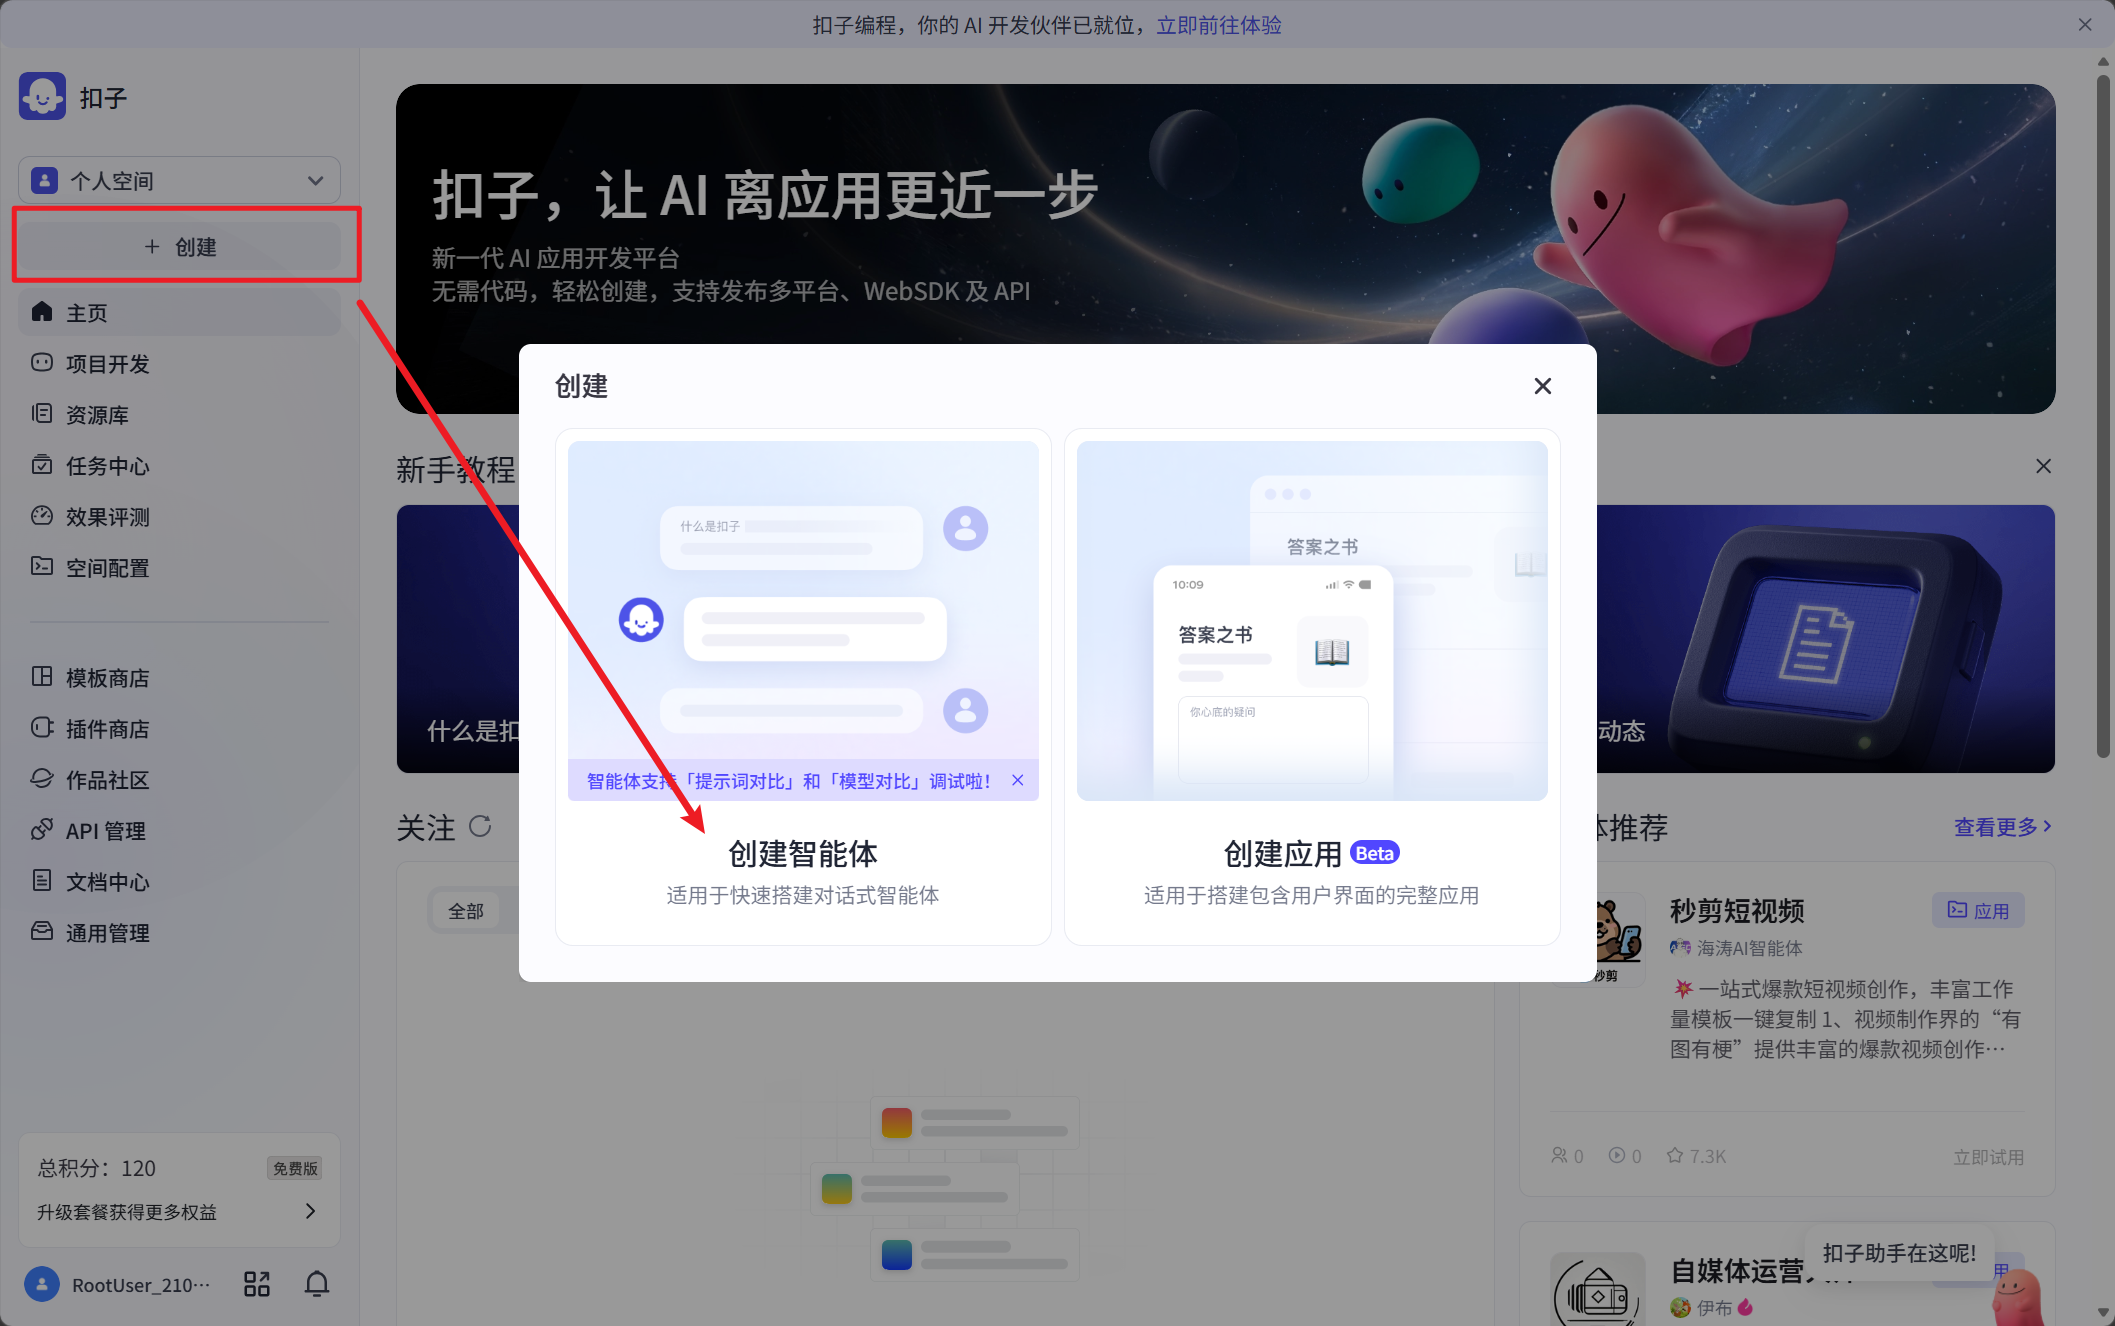 扣子编程，你的 AI 开发伙伴已就位，立即前往体验
扣子
个人空间
创建
主页
项目开发
资源库
任务中心
效果评测
空间配置
模板商店
插件商店
作品社区
API 管理
文档中心
通用管理
总积分：120
免费版
升级套餐获得更多权益
RootUser_210···
扣子，让 AI 离应用更近一步
新一代 AI 应用开发平台
无需代码，轻松创建，支持发布多平台、WebSDK 及 API
新手教程
什么是扣
动态
关注
全部
创建
什么是扣子
智能体支持「提示词对比」和「模型对比」调试啦！
创建智能体
适用于快速搭建对话式智能体
答案之书
10:09
答案之书
你心底的疑问
创建应用 Beta
适用于搭建包含用户界面的完整应用
体推荐
查看更多
秒剪
秒剪短视频
应用
海涛AI智能体
一站式爆款短视频创作，丰富工作
量模板一键复制 1、视频制作界的“有
图有梗”提供丰富的爆款视频创作···
0
0
7.3K
立即试用
自媒体运营
用
伊布
扣子助手在这呢!